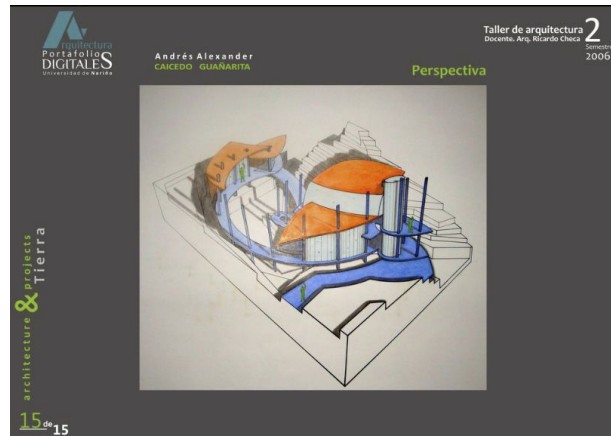 Arquitectura
Portafolios
DIGITALES
Universidad de Nariño
Andrés Alexander
CAICEDO GUAÑARITA
Taller de arquitectura 2
Docente. Arq. Ricardo Checa
Semestre
2006
Perspectiva
architecture & projects
Tierra
15 de 15